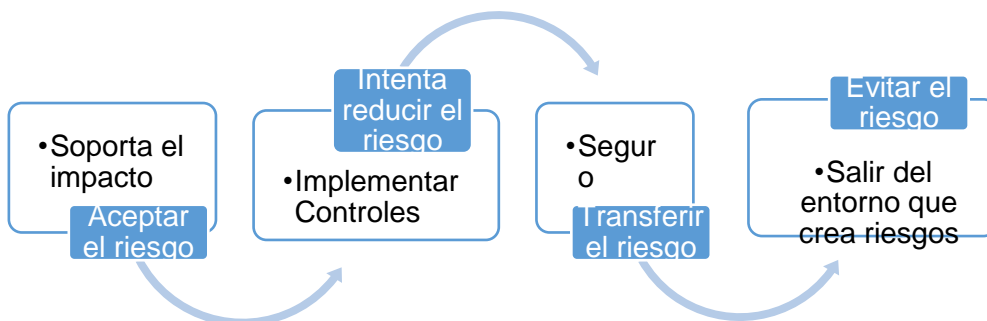 •Soporta el
impacto
Aceptar
el riesgo
Intenta
reducir el
riesgo
•Implementar
Controles
•Segur
o
Transferir
el riesgo
Evitar el
riesgo
•Salir del
entorno que
crea riesgos